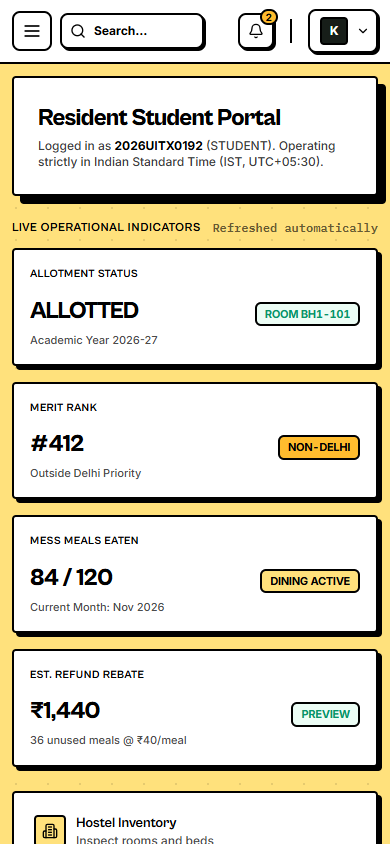 Search...
2
K
Resident Student Portal
Logged in as 2026UITX0192 (STUDENT). Operating
strictly in Indian Standard Time (IST, UTC+05:30).
LIVE OPERATIONAL INDICATORS
Refreshed automatically
ALLOTMENT STATUS
ALLOTTED
ROOM BH1-101
Academic Year 2026-27
MERIT RANK
#412
NON-DELHI
Outside Delhi Priority
MESS MEALS EATEN
84 / 120
DINING ACTIVE
Current Month: Nov 2026
EST. REFUND REBATE
₹1,440
PREVIEW
36 unused meals @ ₹40/meal
Hostel Inventory
Inspect rooms and beds